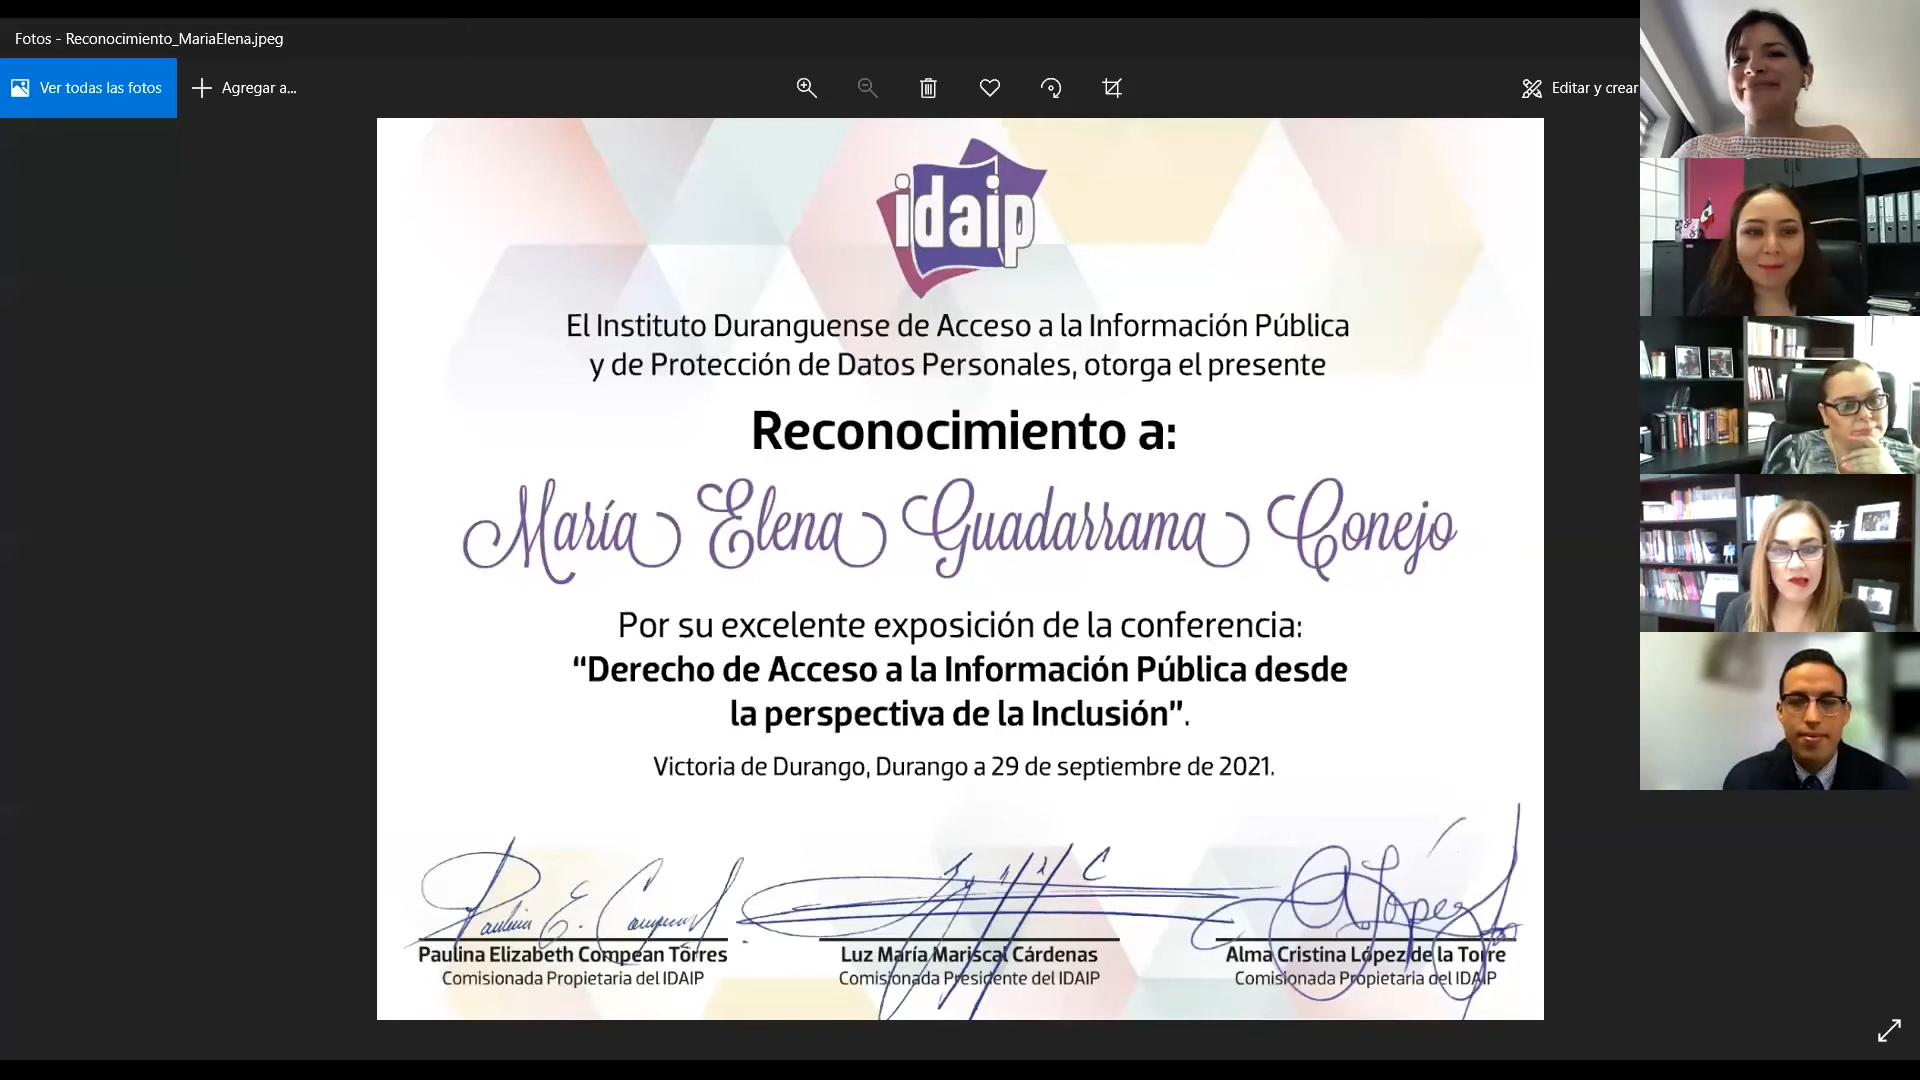 Fotos - Reconocimiento_MariaElena.jpeg
Ver todas las fotos
Agregar a...
Editar y crear
idaip
El Instituto Duranguense de Acceso a la Información Pública
y de Protección de Datos Personales, otorga el presente
Reconocimiento a:
María Elena Guadarrama Conejo
Por su excelente exposición de la conferencia:
“Derecho de Acceso a la Información Pública desde
la perspectiva de la Inclusión”.
Victoria de Durango, Durango a 29 de septiembre de 2021.
Paulina Elizabeth Compeán Torres
Comisionada Propietaria del IDAIP
Luz María Mariscal Cárdenas
Comisionada Presidente del IDAIP
Alma Cristina López de la Torre
Comisionada Propietaria del IDAIP